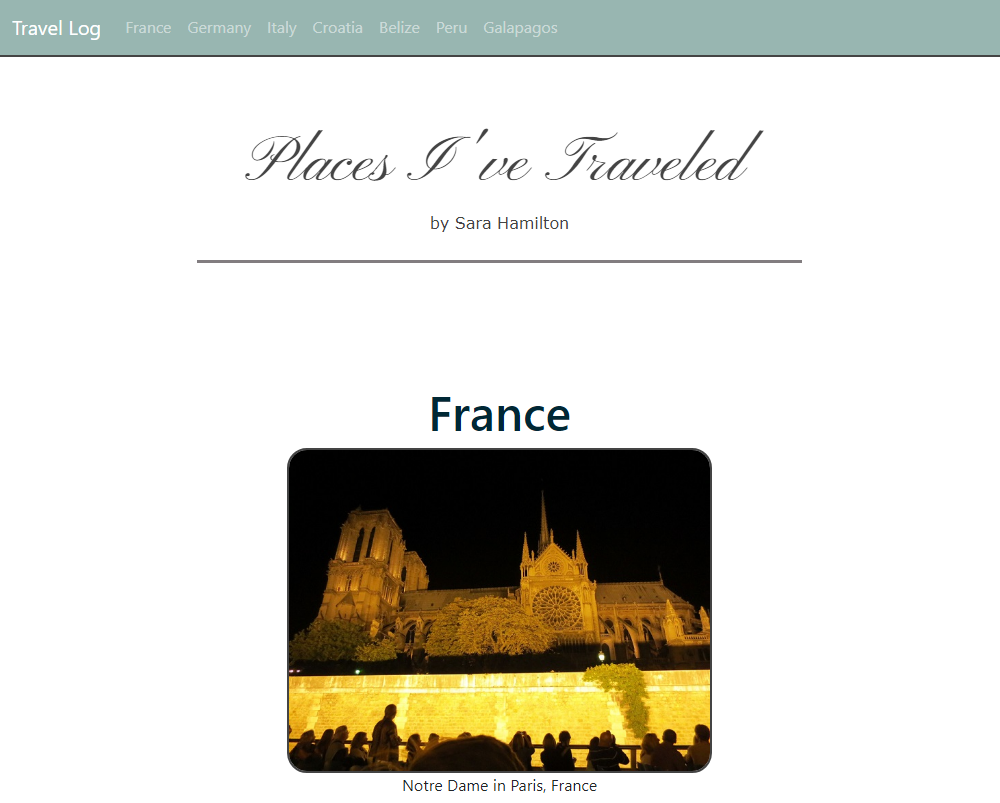 Travel Log France Germany Italy Croatia Belize Peru Galapagos
Places I've Traveled
by Sara Hamilton
France
Notre Dame in Paris, France